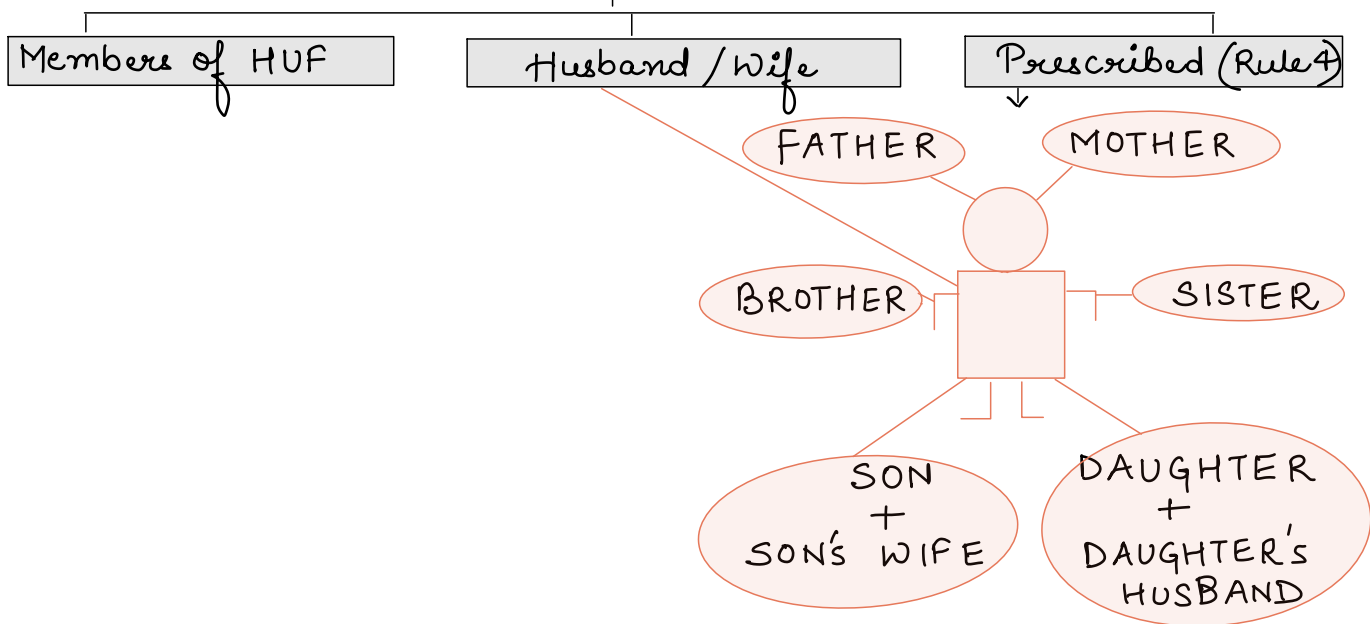 Members of HUF
Husband / Wife
Prescribed (Rule 4)
FATHER
MOTHER
BROTHER
SISTER
SON
+
SON'S WIFE
DAUGHTER
+
DAUGHTER'S
HUSBAND